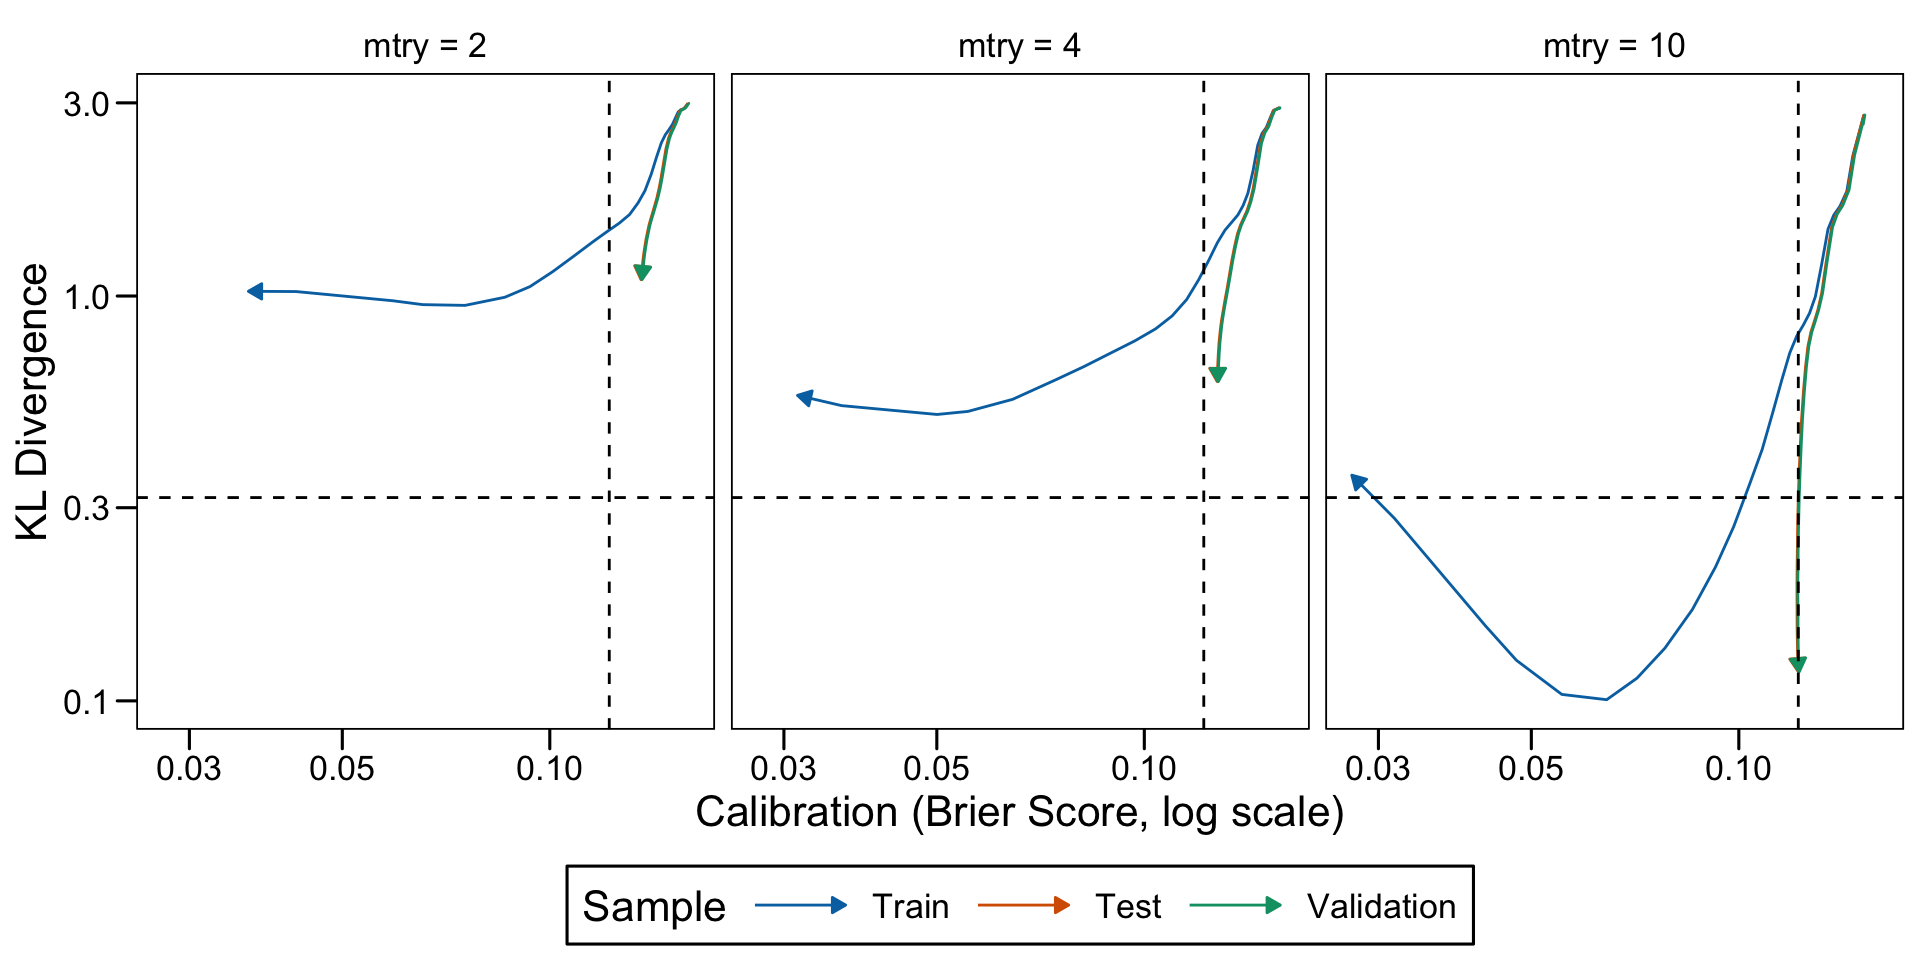 mtry = 2
mtry = 4
mtry = 10
KL Divergence
3.0
1.0
0.3
0.1
0.03 0.05 0.10
0.03 0.05 0.10
0.03 0.05 0.10
Calibration (Brier Score, log scale)
Sample Train Test Validation